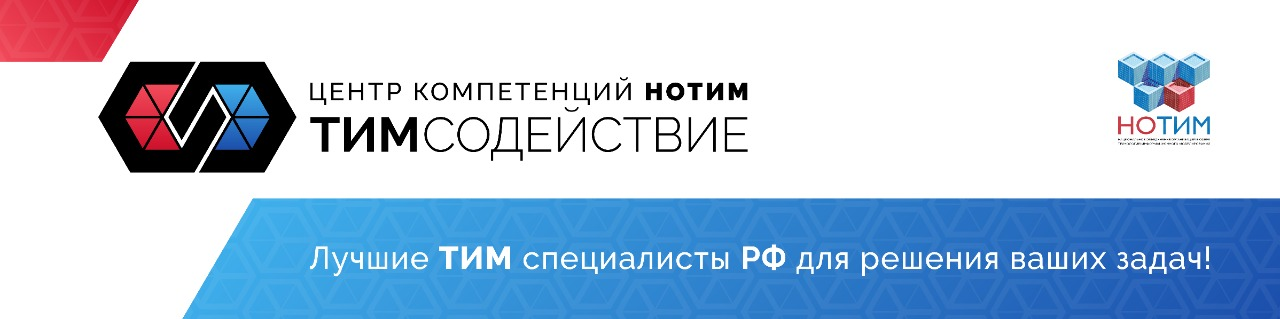 ЦЕНТР КОМПЕТЕНЦИЙ НОТИМ
ТИМСОДЕЙСТВИЕ
НОТИМ
Лучшие ТИМ специалисты РФ для решения ваших задач!